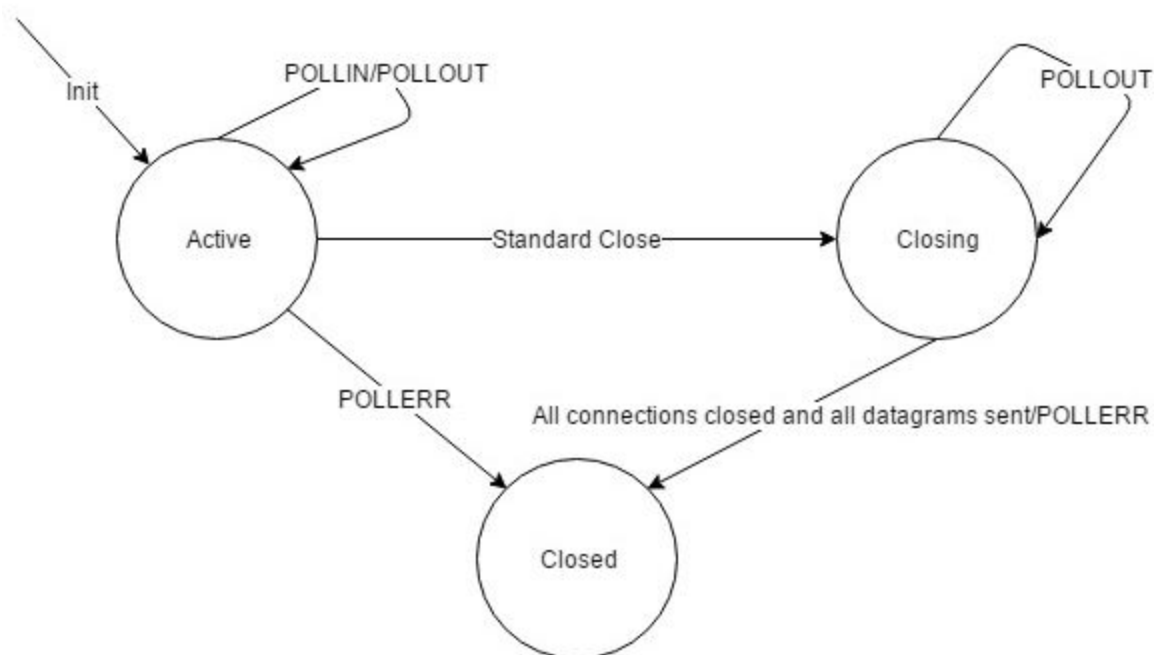 POLLIN/POLLOUT
Init
POLLOUT
Active
Standard Close
Closing
POLLERR
All connections closed and all datagrams sent/POLLERR
Closed